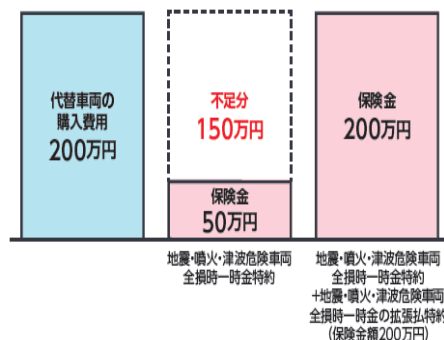 代替車両の
購入費用
200万円
不足分
150万円
保険金
50万円
保険金
200万円
地震・噴火・津波危険車両
全損時一時金特約
地震・噴火・津波危険車両
全損時一時金特約
+地震・噴火・津波危険車両
全損時一時金の拡張払特約
(保険金額200万円)